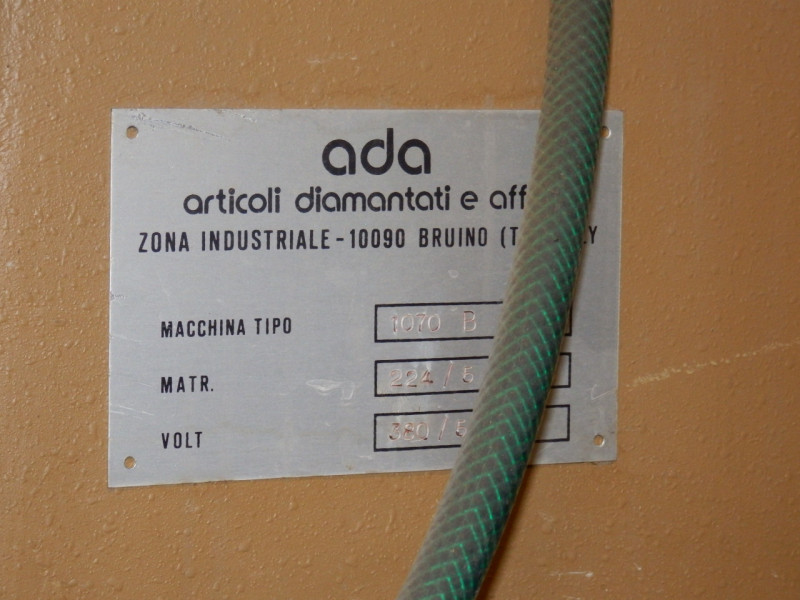 ada
articoli diamantati e aff
ZONA INDUSTRIALE-10090 BRUINO (T Y
MACCHINA TIPO 1070 B
MATR. 224/5
VOLT 380/5